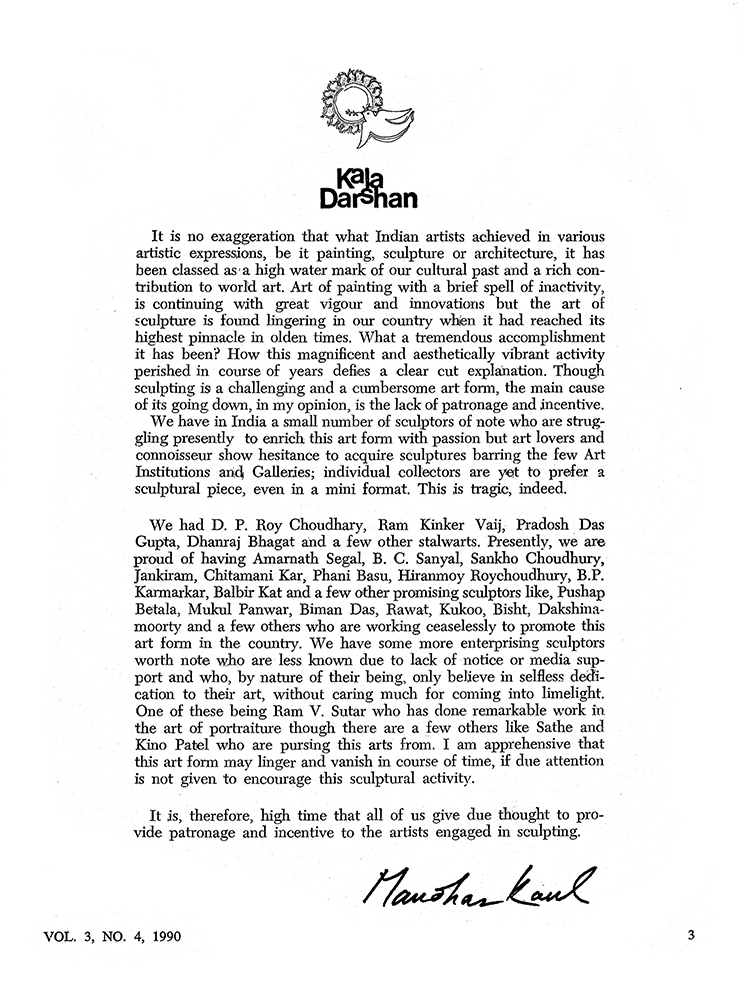 Kala
Darshan
It is no exaggeration that what Indian artists achieved in various
artistic expressions, be it painting, sculpture or architecture, it has
been classed as a high water mark of our cultural past and a rich con-
tribution to world art. Art of painting with a brief spell of inactivity,
is continuing with great vigour and innovations but the art of
sculpture is found lingering in our country when it had reached its
highest pinnacle in olden times. What a tremendous accomplishment
it has been? How this magnificent and aesthetically vibrant activity
perished in course of years defies a clear cut explanation. Though
sculpting is a challenging and a cumbersome art form, the main cause
of its going down, in my opinion, is the lack of patronage and incentive.
We have in India a small number of sculptors of note who are strug-
gling presently to enrich this art form with passion but art lovers and
connoisseur show hesitance to acquire sculptures barring the few Art
Institutions and Galleries; individual collectors are yet to prefer a
sculptural piece, even in a mini format. This is tragic, indeed.
We had D. P. Roy Choudhary, Ram Kinker Vaij, Pradosh Das
Gupta, Dhanraj Bhagat and a few other stalwarts. Presently, we are
proud of having Amarnath Segal, B. C. Sanyal, Sankho Choudhury,
Jankiram, Chitamani Kar, Phani Basu, Hiranmoy Roychoudhury, B.P.
Karmarkar, Balbir Kat and a few other promising sculptors like, Pushap
Betala, Mukul Panwar, Biman Das, Rawat, Kukoo, Bisht, Dakshina-
moorty and a few others who are working ceaselessly to promote this
art form in the country. We have some more enterprising sculptors
worth note who are less known due to lack of notice or media sup-
port and who, by nature of their being, only believe in selfless dedi-
cation to their art, without caring much for coming into limelight.
One of these being Ram V. Sutar who has done remarkable work in
the art of portraiture though there are a few others like Sathe and
Kino Patel who are pursing this arts from. I am apprehensive that
this art form may linger and vanish in course of time, if due attention
is not given to encourage this sculptural activity.
It is, therefore, high time that all of us give due thought to pro-
vide patronage and incentive to the artists engaged in sculpting.
Manohar Kaul
VOL. 3, NO. 4, 1990
3